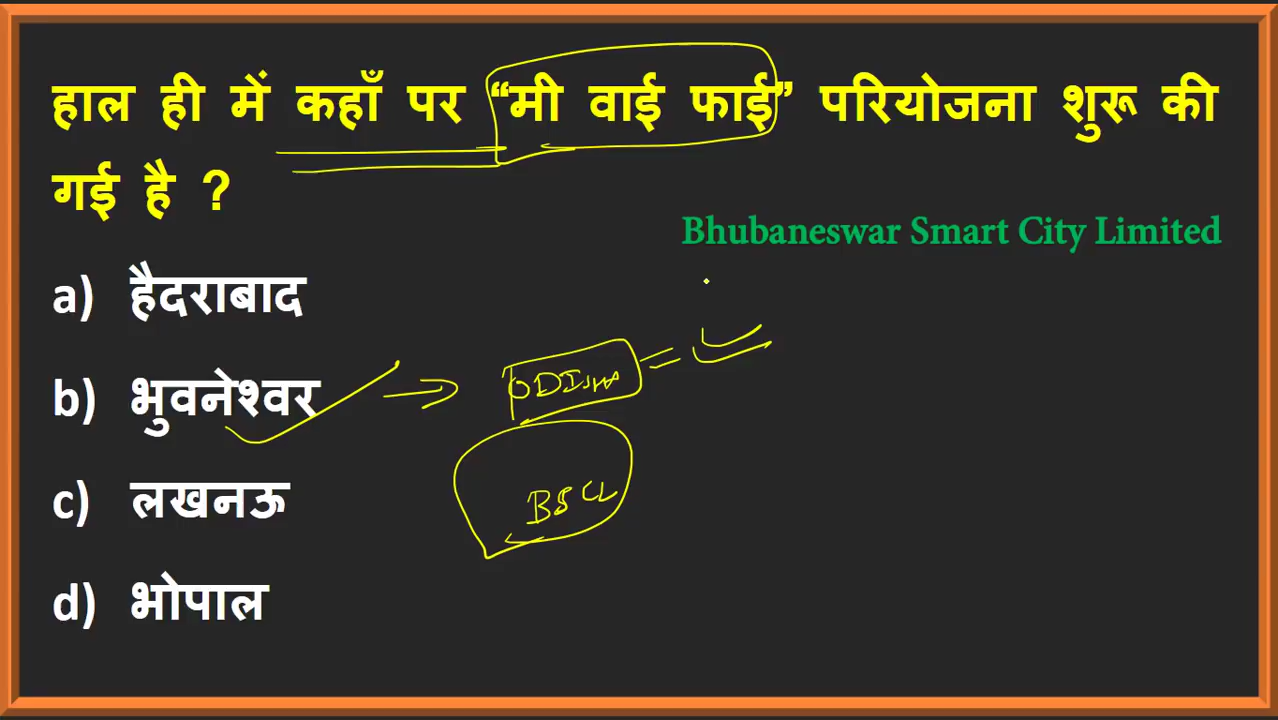 हाल ही में कहाँ पर “मी वाई फाई” परियोजना शुरू की
गई है ?
Bhubaneswar Smart City Limited
a) हैदराबाद
b) भुवनेश्वर
ODISHA
c) लखनऊ
BSCL
d) भोपाल